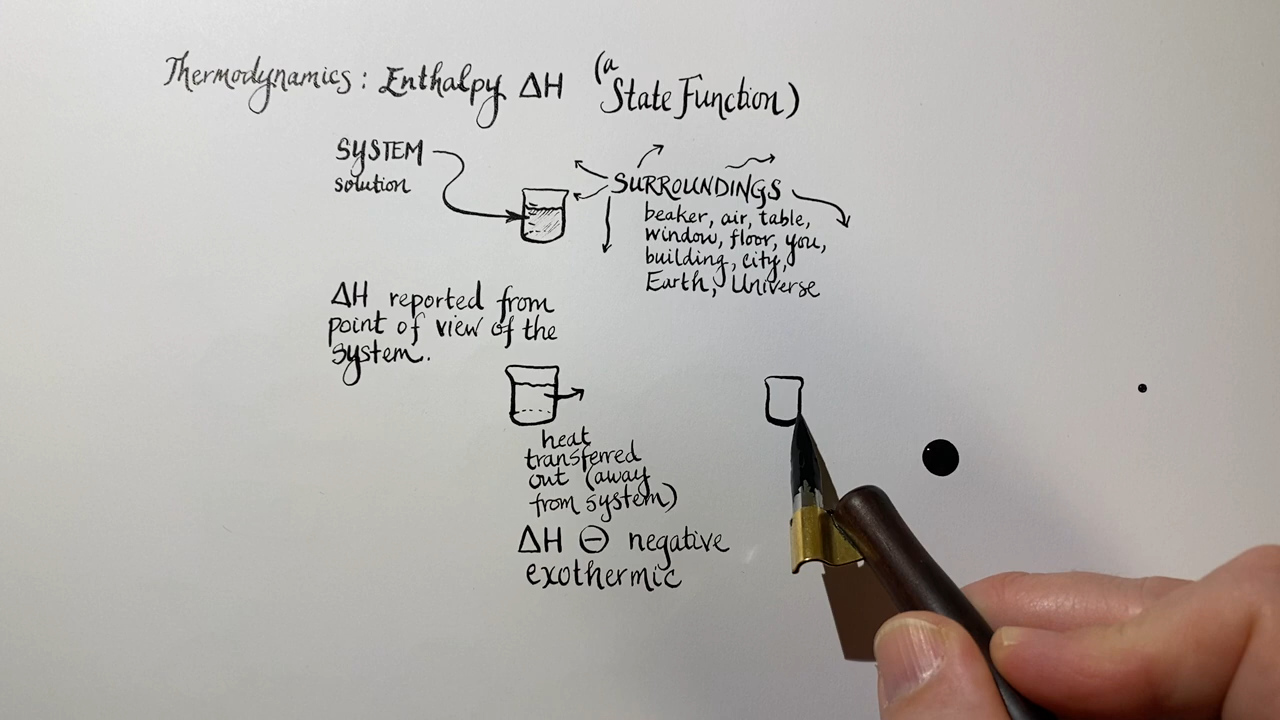 Thermodynamics: Enthalpy ΔH (a State Function)
SYSTEM
solution
SURROUNDINGS
beaker, air, table,
window, floor, you,
building, city,
Earth, Universe
ΔH reported from
point of view of the
system.
heat
transferred
out (away
from system)
ΔH ⊖ negative
exothermic